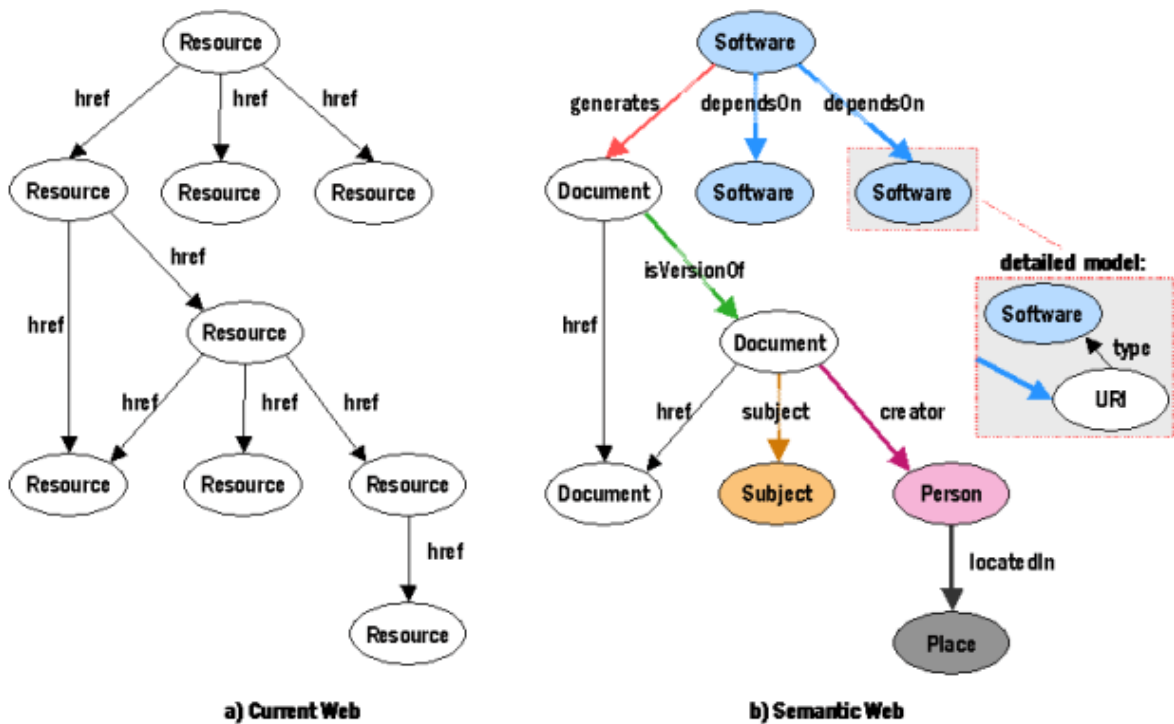 Resource
href
href
href
Resource
Resource
Resource
href
href
Resource
href
href
href
Resource
Resource
Resource
href
Resource
a) Current Web
Software
generates
dependsOn
dependsOn
Document
Software
Software
isVersionOf
href
Document
href
subject
creator
Document
Subject
Person
locatedIn
Place
detailed model:
Software
type
URI
b) Semantic Web